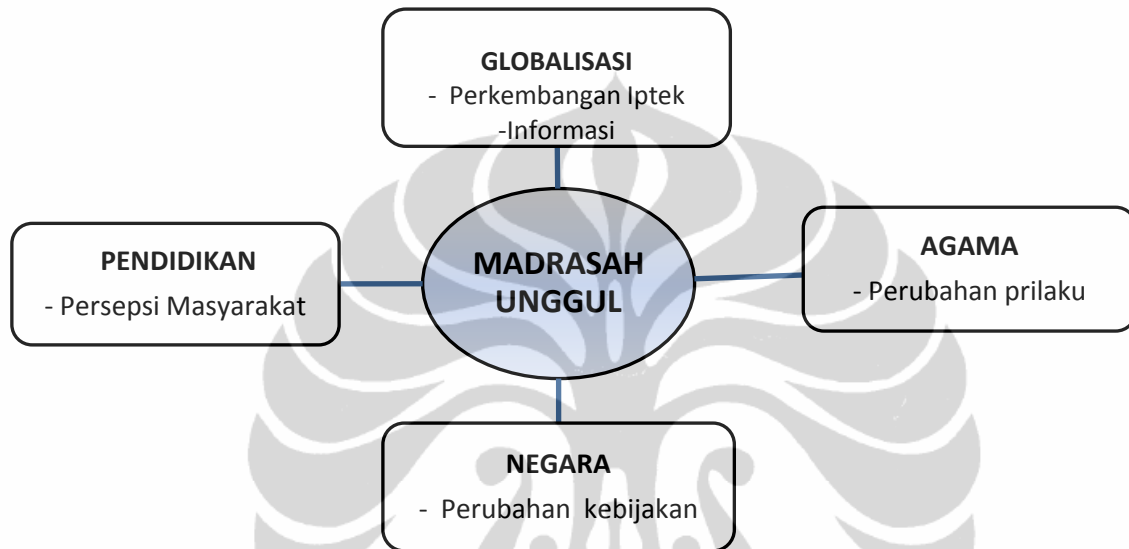 GLOBALISASI
- Perkembangan Iptek
-Informasi
PENDIDIKAN
- Persepsi Masyarakat
MADRASAH
UNGGUL
AGAMA
- Perubahan prilaku
NEGARA
- Perubahan kebijakan